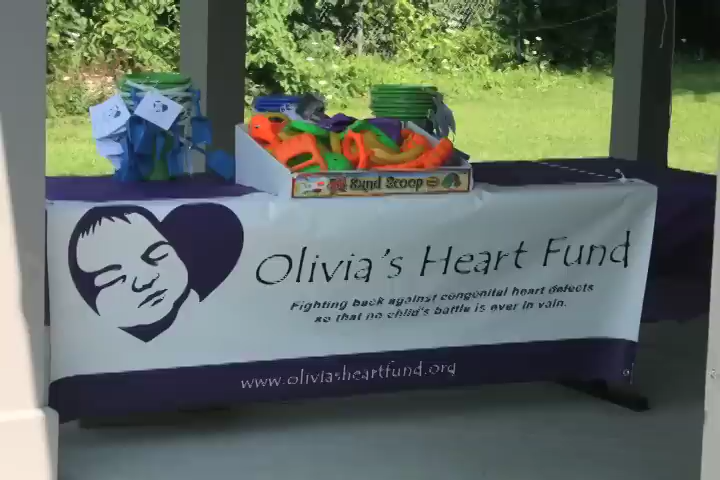 Sand Scoop
Olivia's Heart Fund
Fighting back against congenital heart defects
so that no child's battle is ever in vain.
www.oliviasheartfund.org